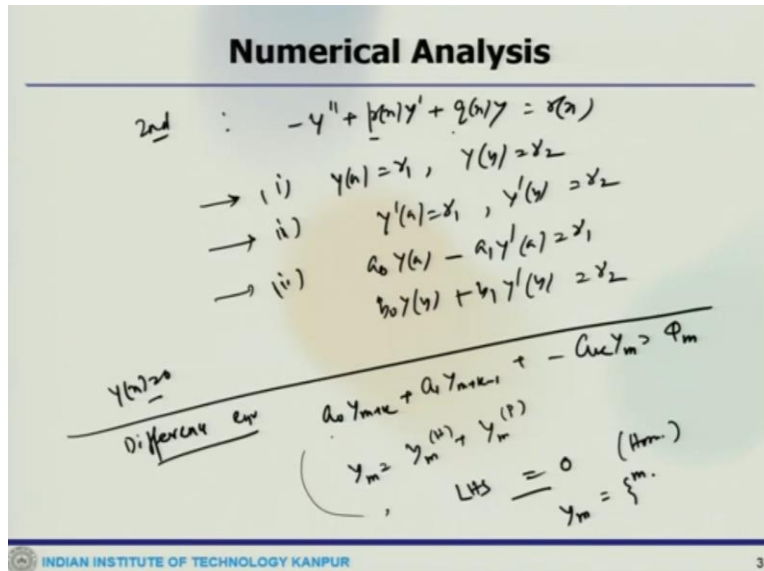 Numerical Analysis
2nd : -y'' + p(x)y' + q(x)y = r(x)
→ (i) y(a) = γ1, y(b) = γ2
→ ii) y'(a) = γ1, y'(b) = γ2
→ (iii) a0 y(a) - a1 y'(a) = γ1
b0 y(b) + b1 y'(b) = γ2
y(x) = 0
Difference eqn a0 ym+k + a1 ym+k-1 + - ak ym = φm
ym = ym(H) + ym(P)
, LHS = 0 (Hom.)
ym = ξm.
INDIAN INSTITUTE OF TECHNOLOGY KANPUR
3